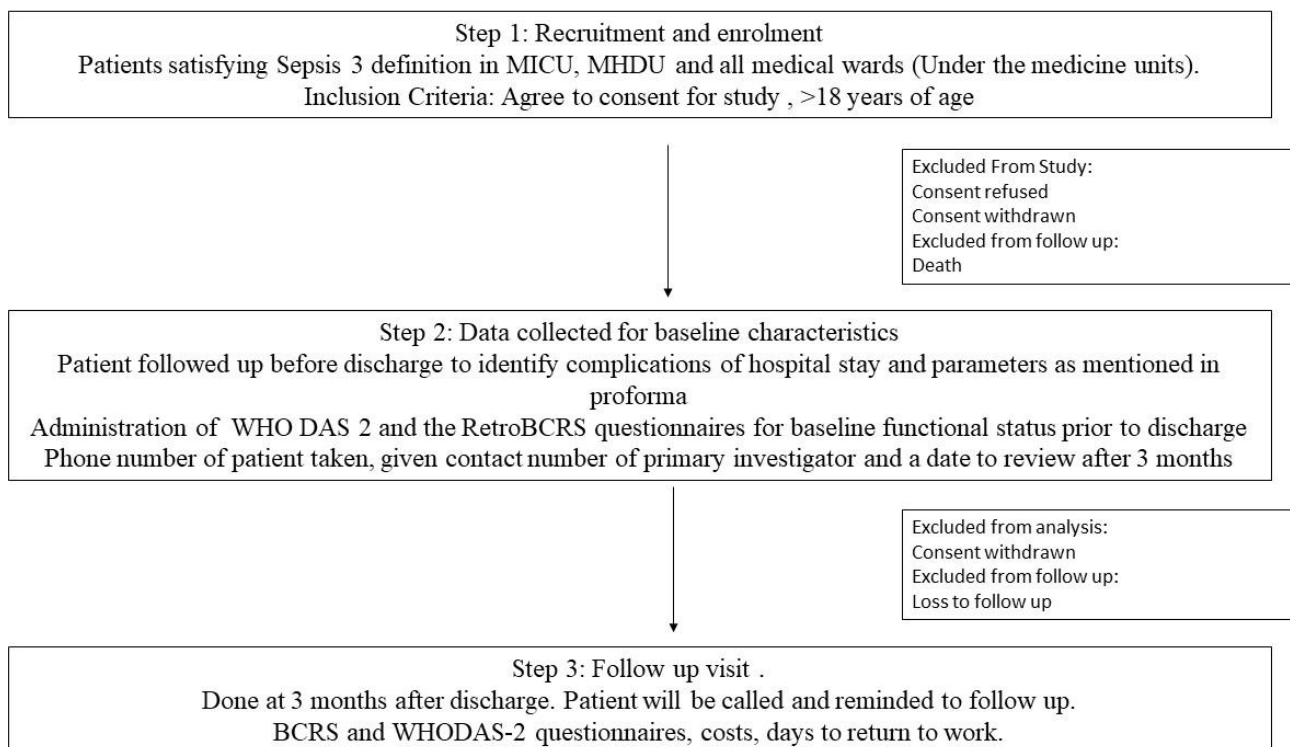 Step 1: Recruitment and enrolment
Patients satisfying Sepsis 3 definition in MICU, MHDU and all medical wards (Under the medicine units).
Inclusion Criteria: Agree to consent for study , >18 years of age
Excluded From Study:
Consent refused
Consent withdrawn
Excluded from follow up:
Death
Step 2: Data collected for baseline characteristics
Patient followed up before discharge to identify complications of hospital stay and parameters as mentioned in
proforma
Administration of WHO DAS 2 and the RetroBCRS questionnaires for baseline functional status prior to discharge
Phone number of patient taken, given contact number of primary investigator and a date to review after 3 months
Excluded from analysis:
Consent withdrawn
Excluded from follow up:
Loss to follow up
Step 3: Follow up visit .
Done at 3 months after discharge. Patient will be called and reminded to follow up.
BCRS and WHODAS-2 questionnaires, costs, days to return to work.